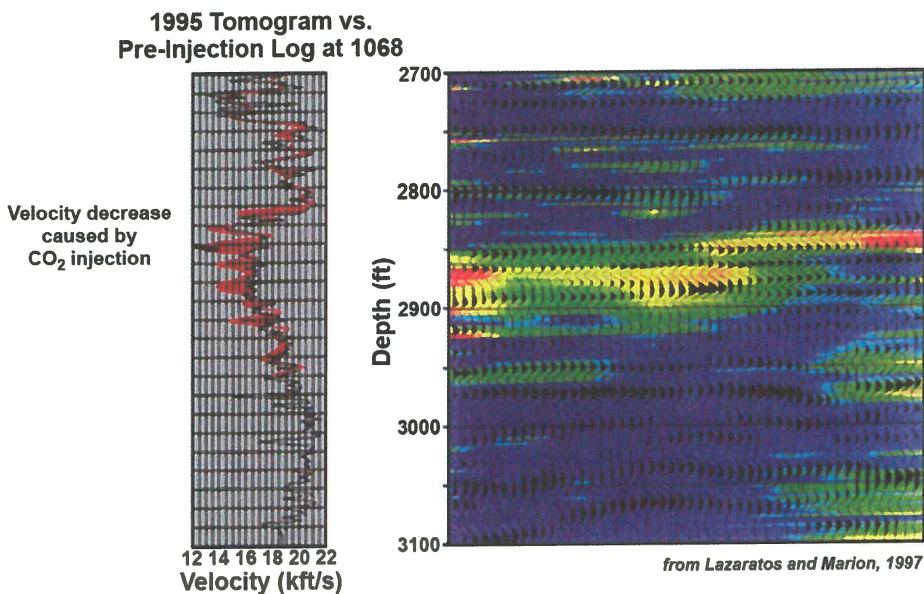 1995 Tomogram vs.
Pre-Injection Log at 1068
Velocity decrease
caused by
CO₂ injection
12 14 16 18 20 22
Velocity (kft/s)
Depth (ft)
2700
2800
2900
3000
3100
from Lazaratos and Marion, 1997